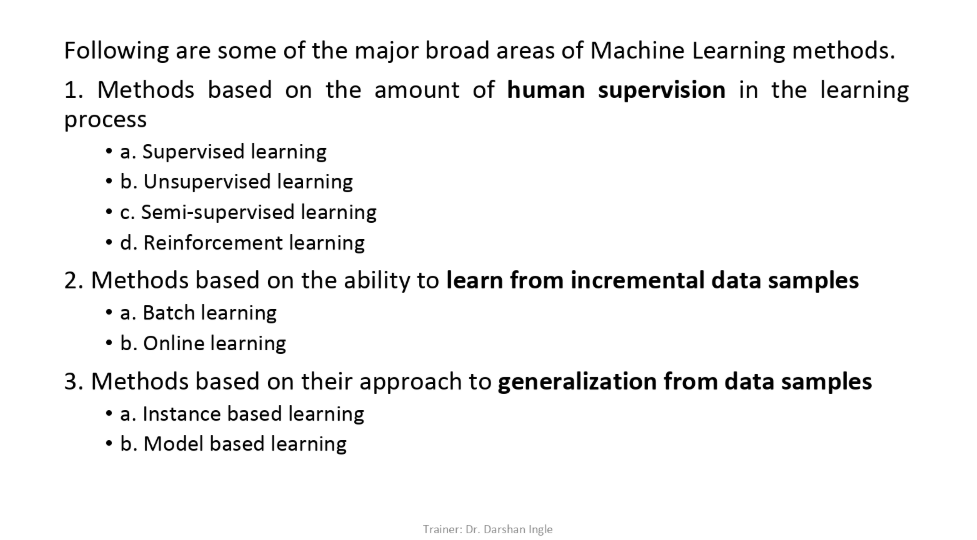 Following are some of the major broad areas of Machine Learning methods.
1. Methods based on the amount of human supervision in the learning
process
• a. Supervised learning
• b. Unsupervised learning
• c. Semi-supervised learning
• d. Reinforcement learning
2. Methods based on the ability to learn from incremental data samples
• a. Batch learning
• b. Online learning
3. Methods based on their approach to generalization from data samples
• a. Instance based learning
• b. Model based learning
Trainer: Dr. Darshan Ingle